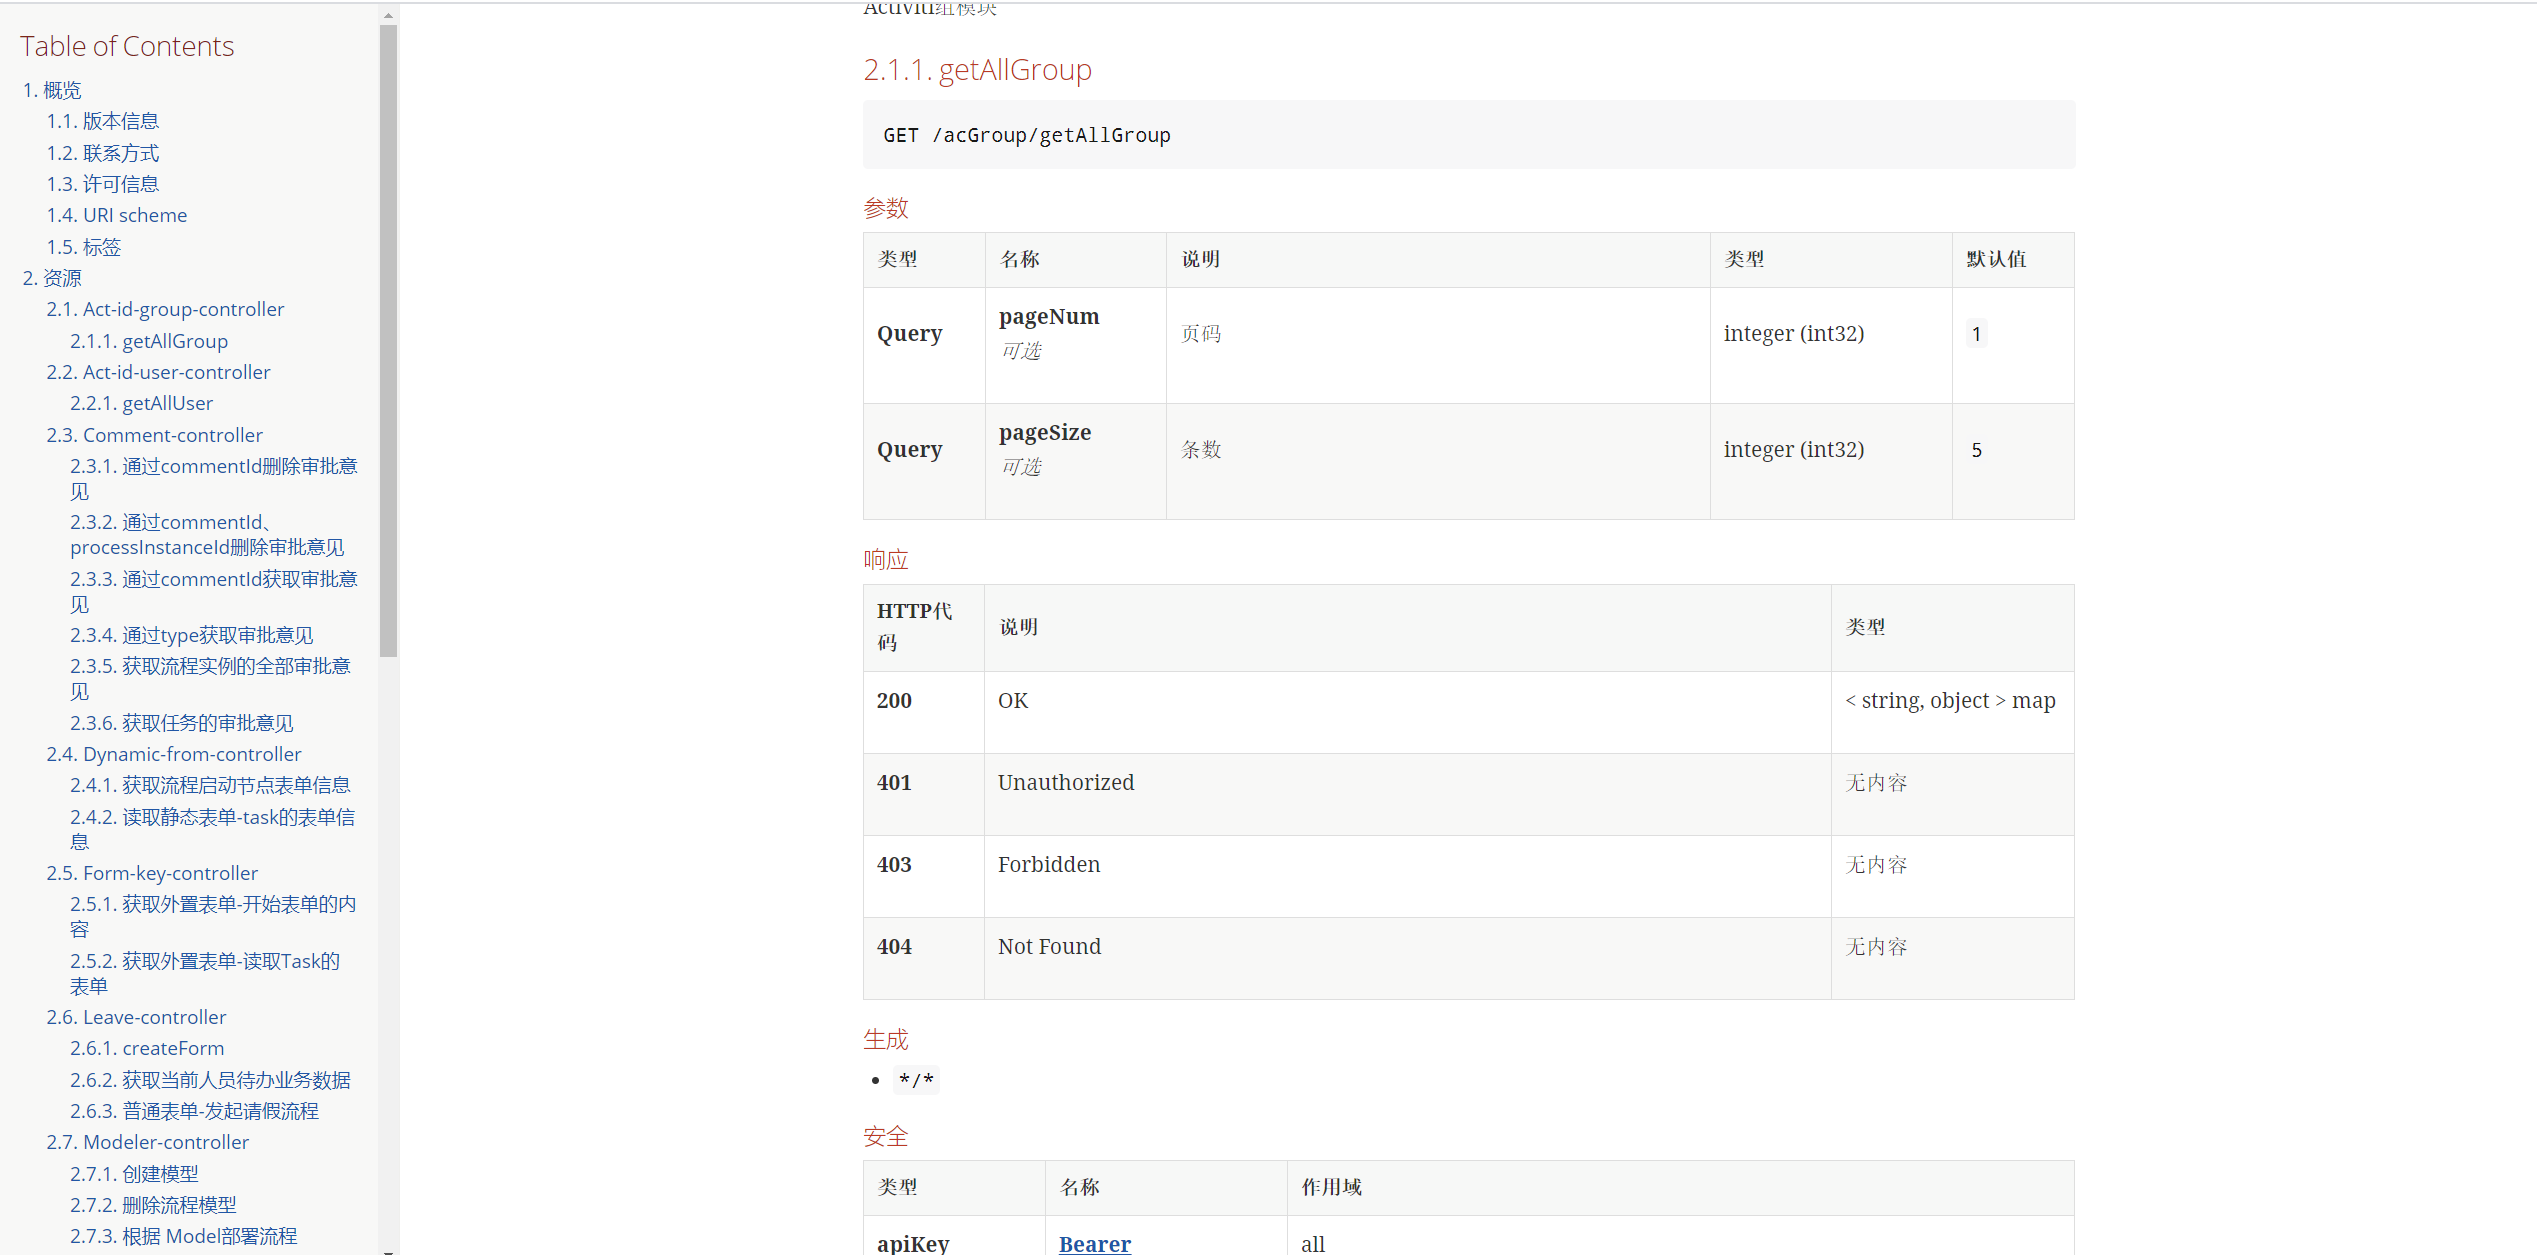 Table of Contents
1. 概览
1.1. 版本信息
1.2. 联系方式
1.3. 许可信息
1.4. URI scheme
1.5. 标签
2. 资源
2.1. Act-id-group-controller
2.1.1. getAllGroup
2.2. Act-id-user-controller
2.2.1. getAllUser
2.3. Comment-controller
2.3.1. 通过commentId删除审批意
见
2.3.2. 通过commentId、
processInstanceId删除审批意见
2.3.3. 通过commentId获取审批意
见
2.3.4. 通过type获取审批意见
2.3.5. 获取流程实例的全部审批意
见
2.3.6. 获取任务的审批意见
2.4. Dynamic-from-controller
2.4.1. 获取流程启动节点表单信息
2.4.2. 读取静态表单-task的表单信
息
2.5. Form-key-controller
2.5.1. 获取外置表单-开始表单的内
容
2.5.2. 获取外置表单-读取Task的
表单
2.6. Leave-controller
2.6.1. createForm
2.6.2. 获取当前人员待办业务数据
2.6.3. 普通表单-发起请假流程
2.7. Modeler-controller
2.7.1. 创建模型
2.7.2. 删除流程模型
2.7.3. 根据 Model部署流程
Activiti组模块
2.1.1. getAllGroup
GET /acGroup/getAllGroup
参数
类型 名称 说明 类型 默认值
Query pageNum 可选 页码 integer (int32) 1
Query pageSize 可选 条数 integer (int32) 5
响应
HTTP代码 说明 类型
200 OK < string, object > map
401 Unauthorized 无内容
403 Forbidden 无内容
404 Not Found 无内容
生成
• */*
安全
类型 名称 作用域
apiKey Bearer all